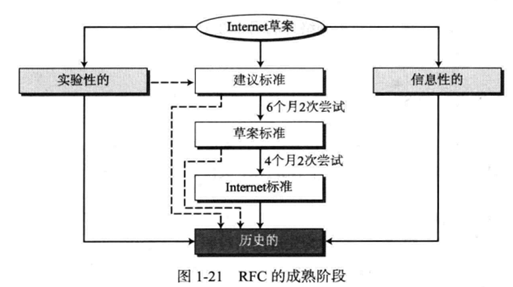 Internet草案
实验性的
建议标准
信息性的
6个月2次尝试
草案标准
4个月2次尝试
Internet标准
历史的
图 1-21 RFC 的成熟阶段